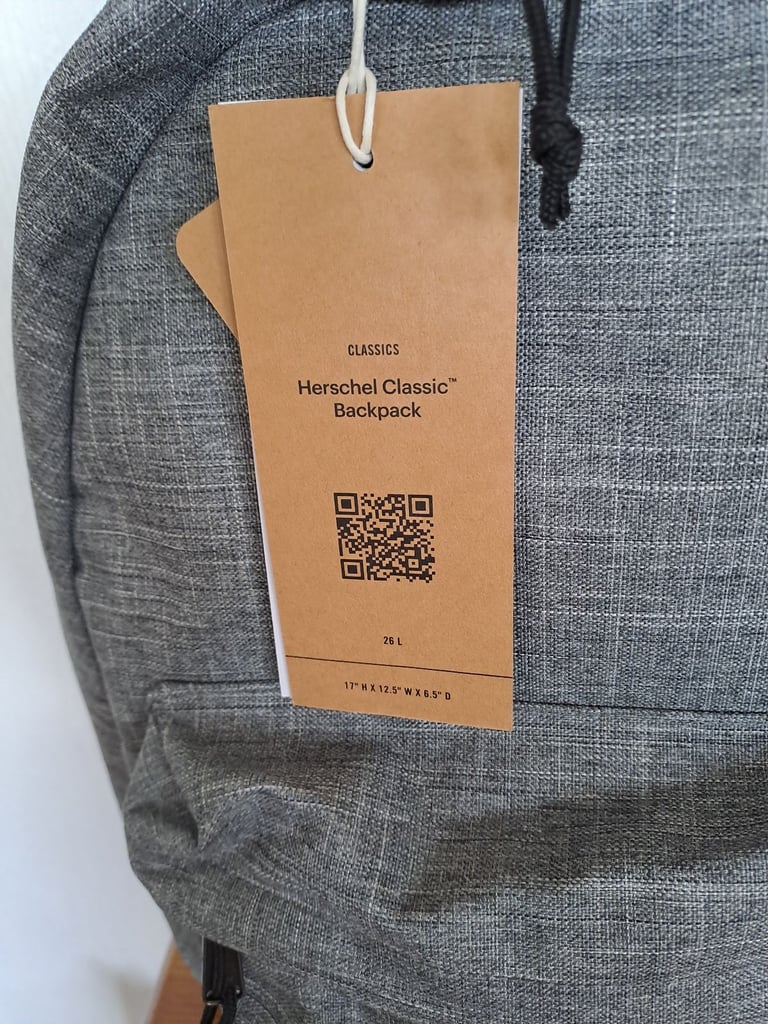 CLASSICS
Herschel Classic™
Backpack
26 L
17" H X 12.5" W X 6.5" D